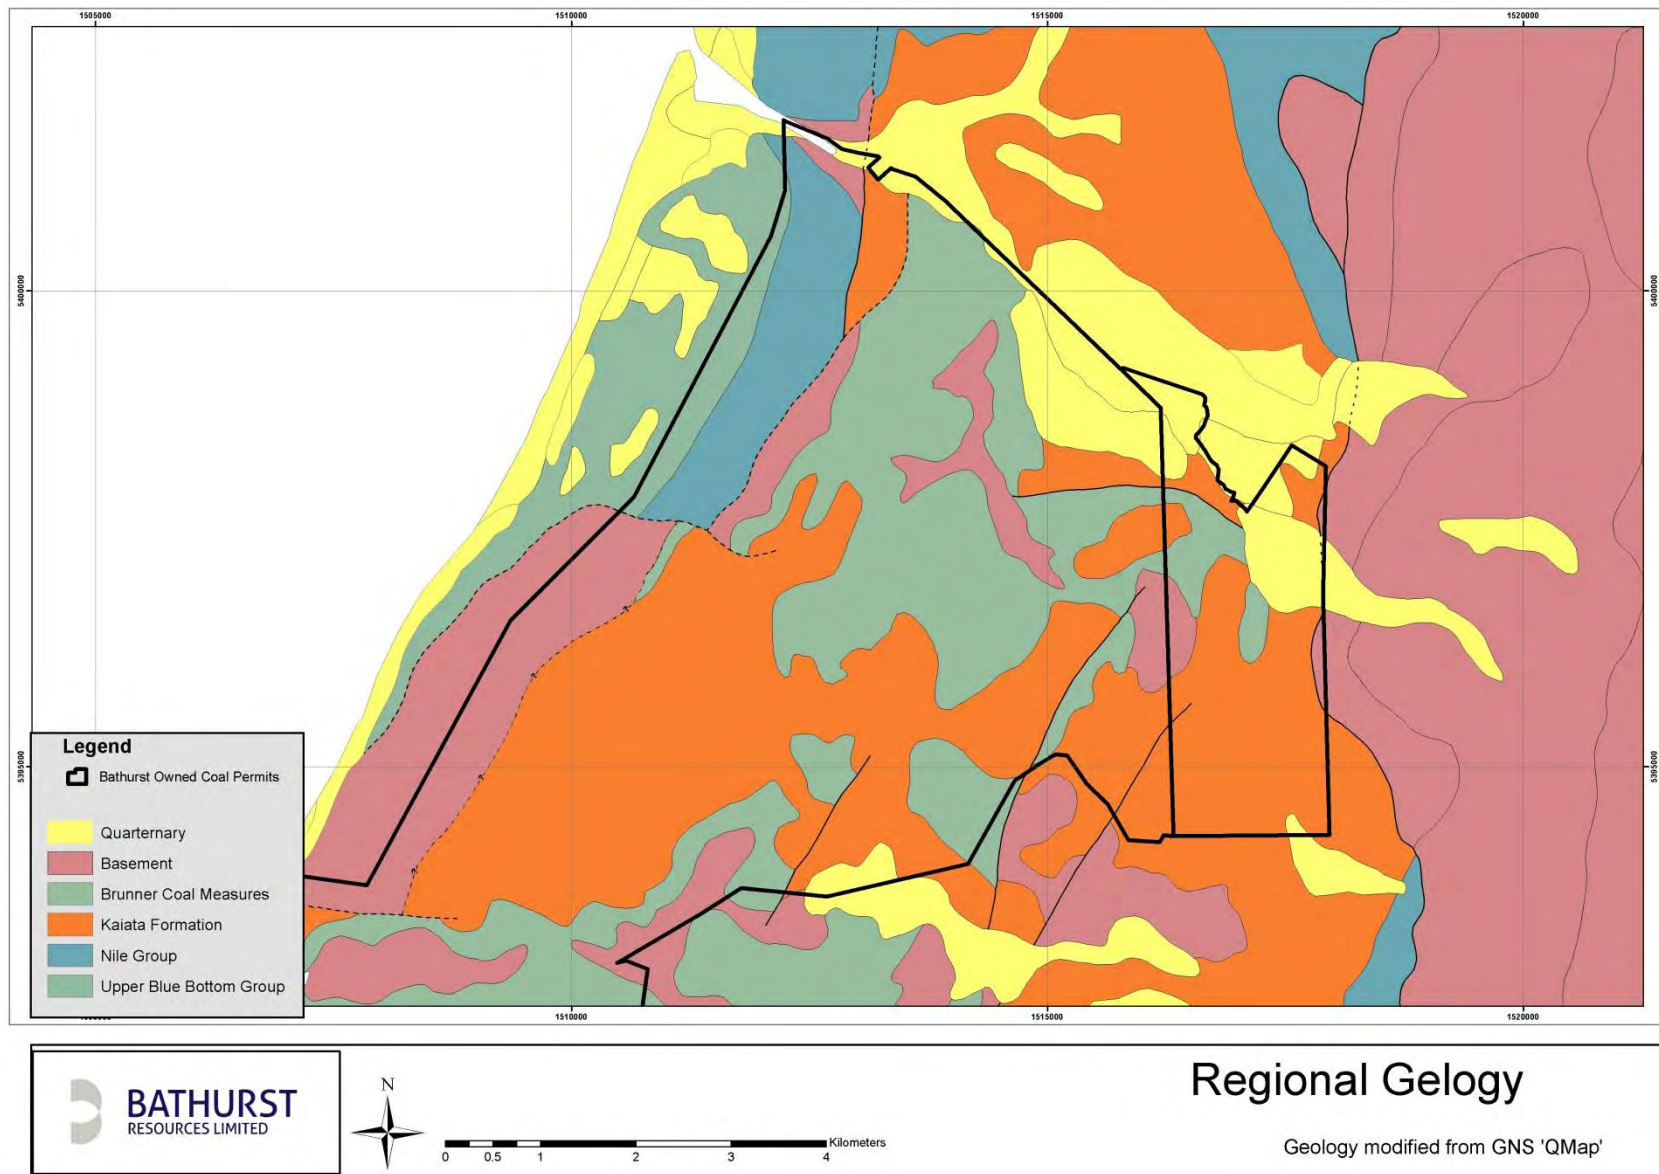 1505000
1510000
1515000
1520000
5400000
5400000
5395000
5395000
Legend
Bathurst Owned Coal Permits
Quarternary
Basement
Brunner Coal Measures
Kaiata Formation
Nile Group
Upper Blue Bottom Group
1510000
1515000
1520000
BATHURST
RESOURCES LIMITED
N
Kilometers
0 0.5 1 2 3 4
Regional Gelogy
Geology modified from GNS 'QMap'